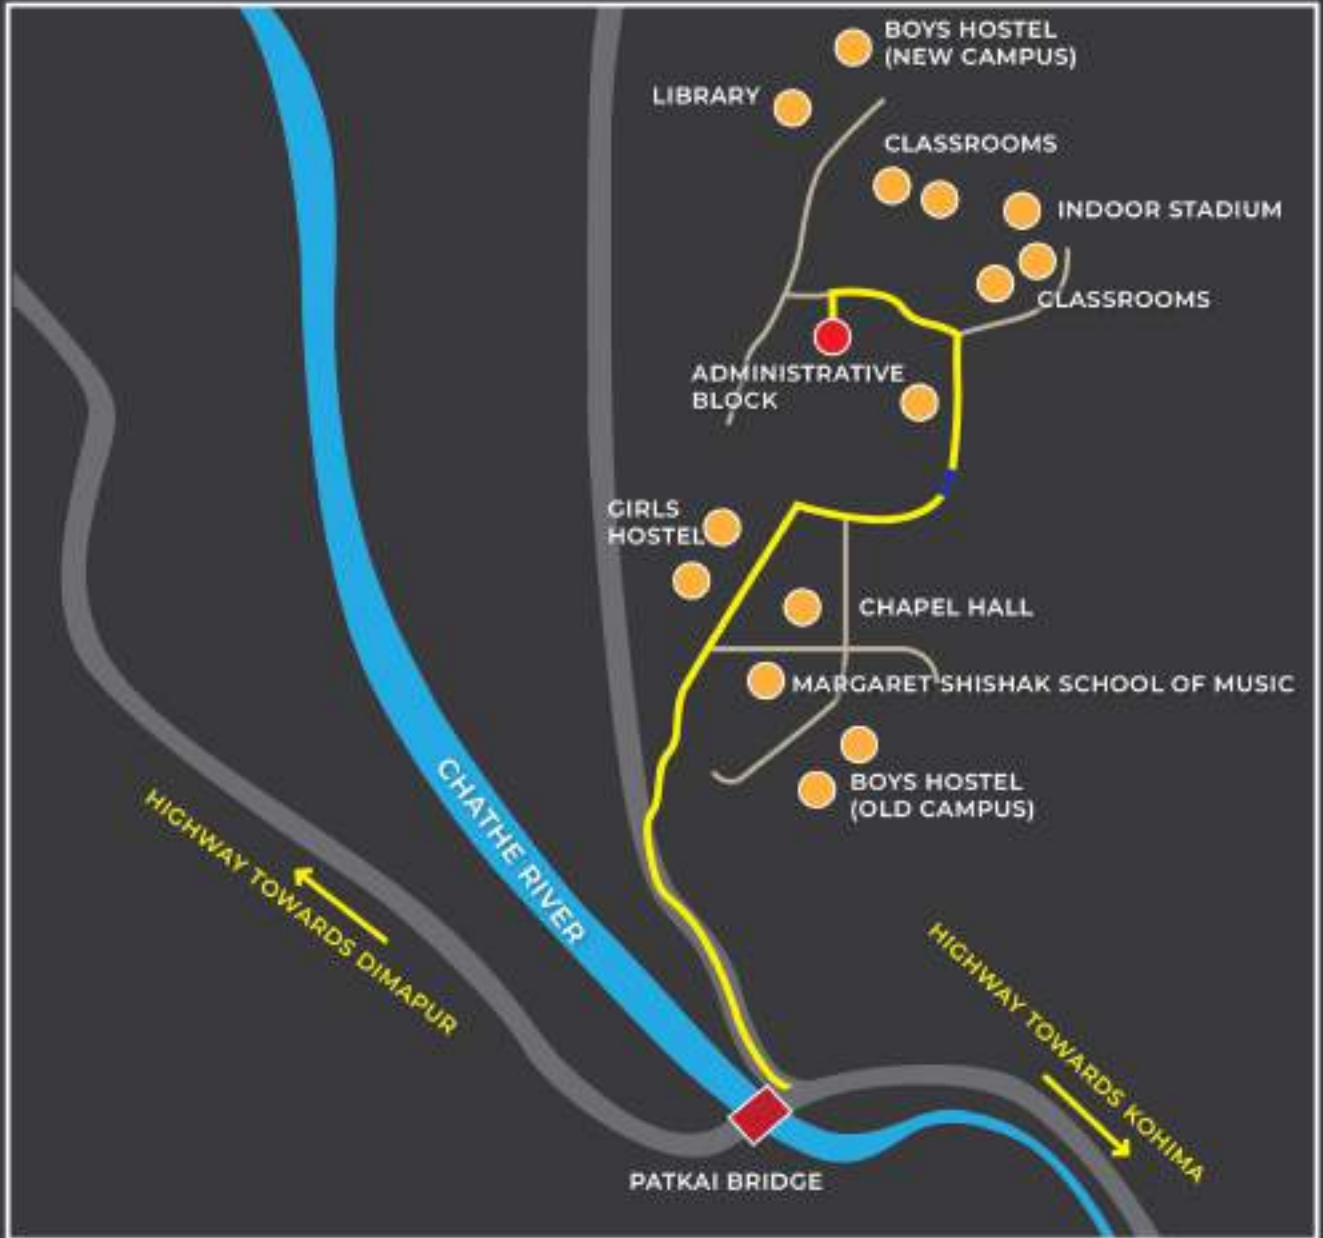 BOYS HOSTEL
(NEW CAMPUS)
LIBRARY
CLASSROOMS
INDOOR STADIUM
CLASSROOMS
ADMINISTRATIVE
BLOCK
GIRLS
HOSTEL
CHAPEL HALL
MARGARET SHISHAK SCHOOL OF MUSIC
BOYS HOSTEL
(OLD CAMPUS)
CHATHE RIVER
HIGHWAY TOWARDS DIMAPUR
HIGHWAY TOWARDS KOHIMA
PATKAI BRIDGE